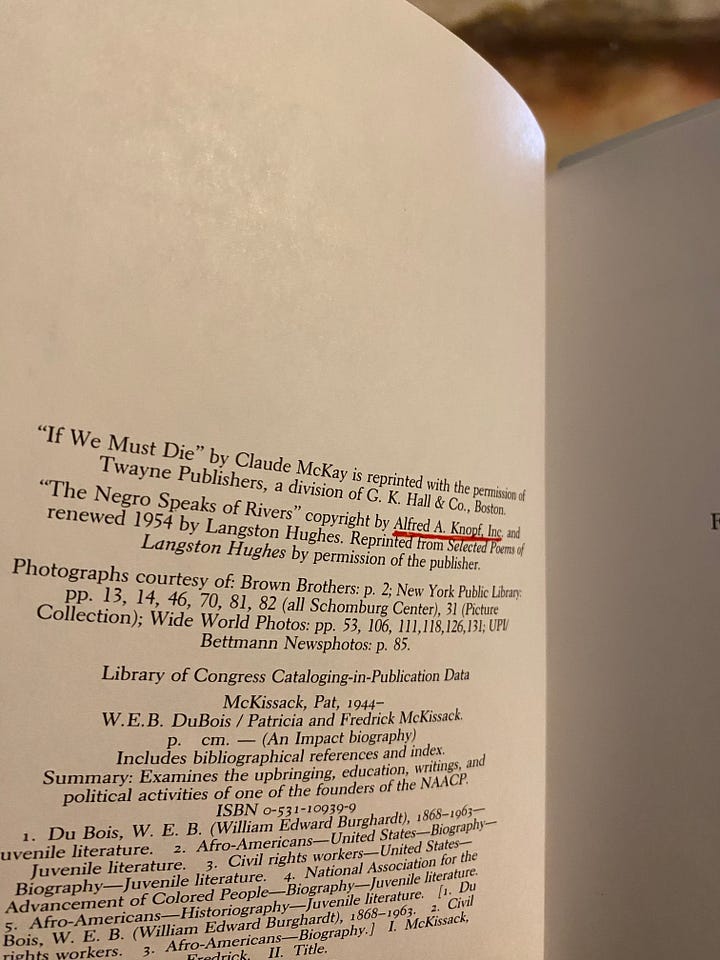 "If We Must Die" by Claude McKay is reprinted with the permission of
Twayne Publishers, a division of G. K. Hall & Co., Boston.
"The Negro Speaks of Rivers" copyright by Alfred A. Knopf, Inc. and
renewed 1954 by Langston Hughes. Reprinted from Selected Poems of
Langston Hughes by permission of the publisher.
Photographs courtesy of: Brown Brothers: p. 2; New York Public Library:
pp. 13, 14, 46, 70, 81, 82 (all Schomburg Center), 31 (Picture
Collection); Wide World Photos: pp. 53, 106, 111,118,126,131; UPI/
Bettmann Newsphotos: p. 85.
Library of Congress Cataloging-in-Publication Data
McKissack, Pat, 1944–
W.E.B. DuBois / Patricia and Fredrick McKissack.
p. cm. — (An Impact biography)
Includes bibliographical references and index.
Summary: Examines the upbringing, education, writings, and
political activities of one of the founders of the NAACP.
ISBN 0-531-10939-9
1. Du Bois, W. E. B. (William Edward Burghardt), 1868–1963—
uvenile literature. 2. Afro-Americans—United States—Biography—
Juvenile literature. 3. Civil rights workers—United States—
Biography—Juvenile literature. 4. National Association for the
Advancement of Colored People—Biography—Juvenile literature.
5. Afro-Americans—Historiography—Juvenile literature. [1. Du
Bois, W. E. B. (William Edward Burghardt), 1868–1963. 2. Civil
rights workers. 3. Afro-Americans—Biography.] I. McKissack,
Fredrick. II. Title.
F